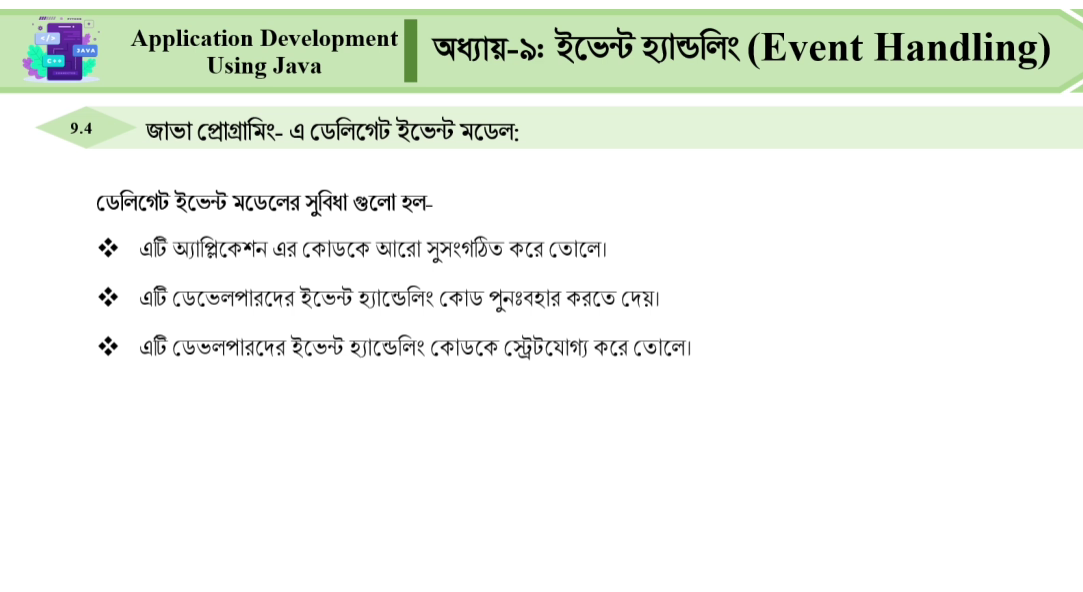 Application Development
Using Java
অধ্যায়-৯: ইভেন্ট হ্যান্ডলিং (Event Handling)
9.4
জাভা প্রোগ্রামিং- এ ডেলিগেট ইভেন্ট মডেল:
ডেলিগেট ইভেন্ট মডেলের সুবিধা গুলো হল-
❖ এটি অ্যাপ্লিকেশন এর কোডকে আরো সুসংগঠিত করে তোলে।
❖ এটি ডেভেলপারদের ইভেন্ট হ্যান্ডেলিং কোড পুনঃবহার করতে দেয়।
❖ এটি ডেভলপারদের ইভেন্ট হ্যান্ডেলিং কোডকে স্ট্রেটযোগ্য করে তোলে।